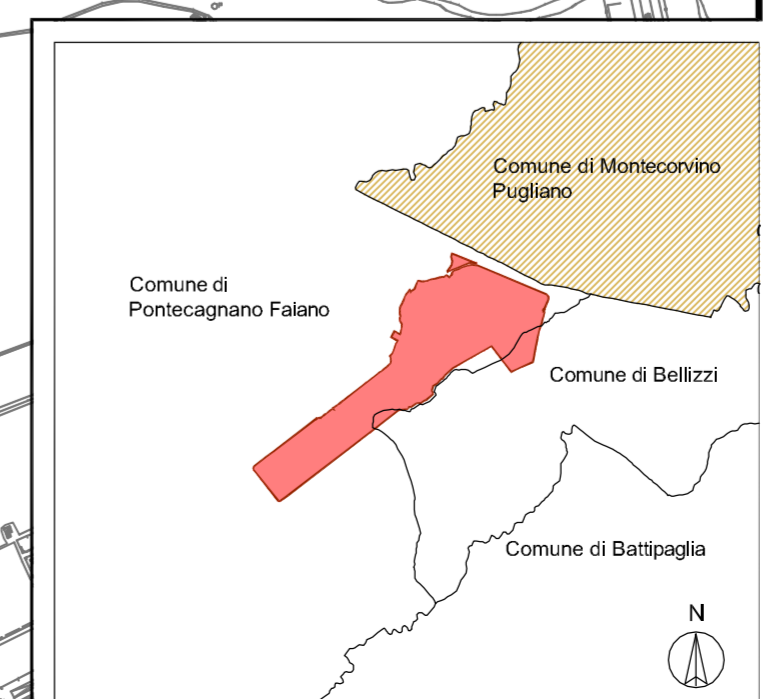 Comune di Montecorvino
Pugliano
Comune di
Pontecagnano Faiano
Comune di Bellizzi
Comune di Battipaglia
N